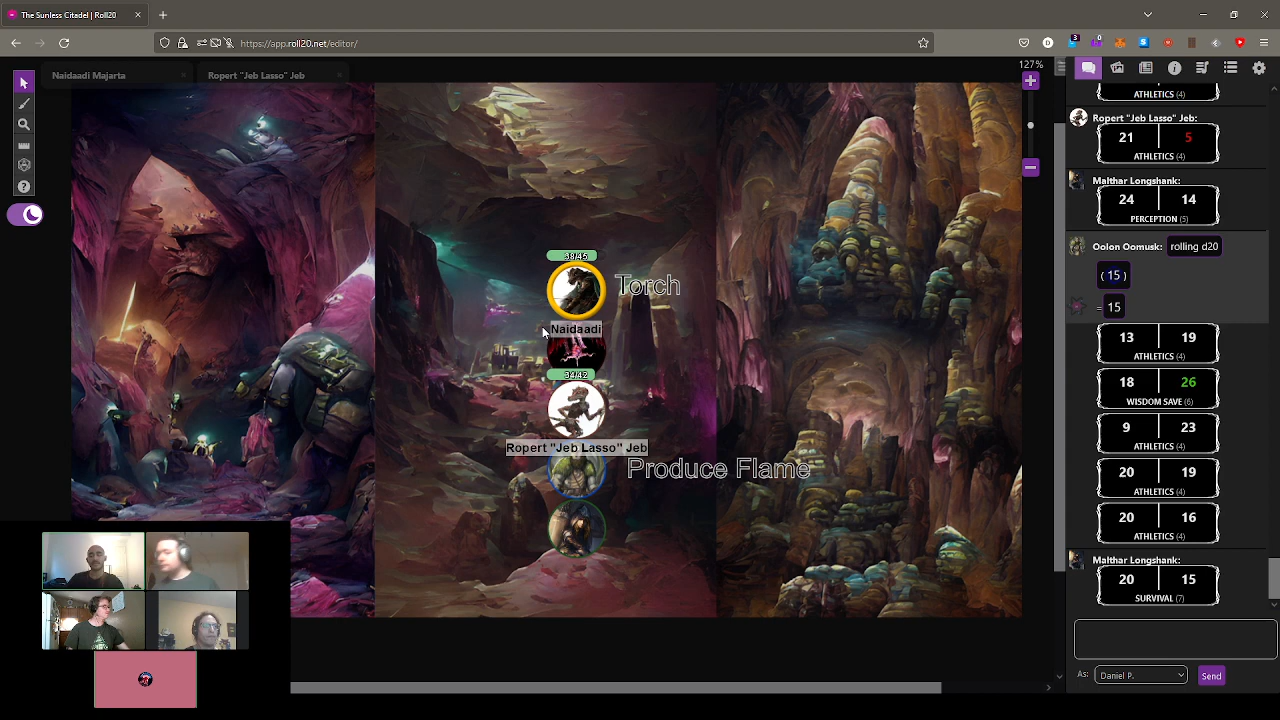 The Sunless Citadel | Roll20
https://app.roll20.net/editor/
Naidaadi Majarta
Ropert "Jeb Lasso" Jeb
127%
38/45
Torch
Naidaadi
34/42
Ropert "Jeb Lasso" Jeb
Produce Flame
ATHLETICS (4)
Ropert "Jeb Lasso" Jeb:
21 5
ATHLETICS (4)
Malthar Longshank:
24 14
PERCEPTION (5)
Oolan Oomusk: rolling d20
(15)
=15
13 19
ATHLETICS (4)
18 26
WISDOM SAVE (6)
9 23
ATHLETICS (4)
20 19
ATHLETICS (4)
20 16
ATHLETICS (4)
Malthar Longshank:
20 15
SURVIVAL (7)
As: Daniel P. Send